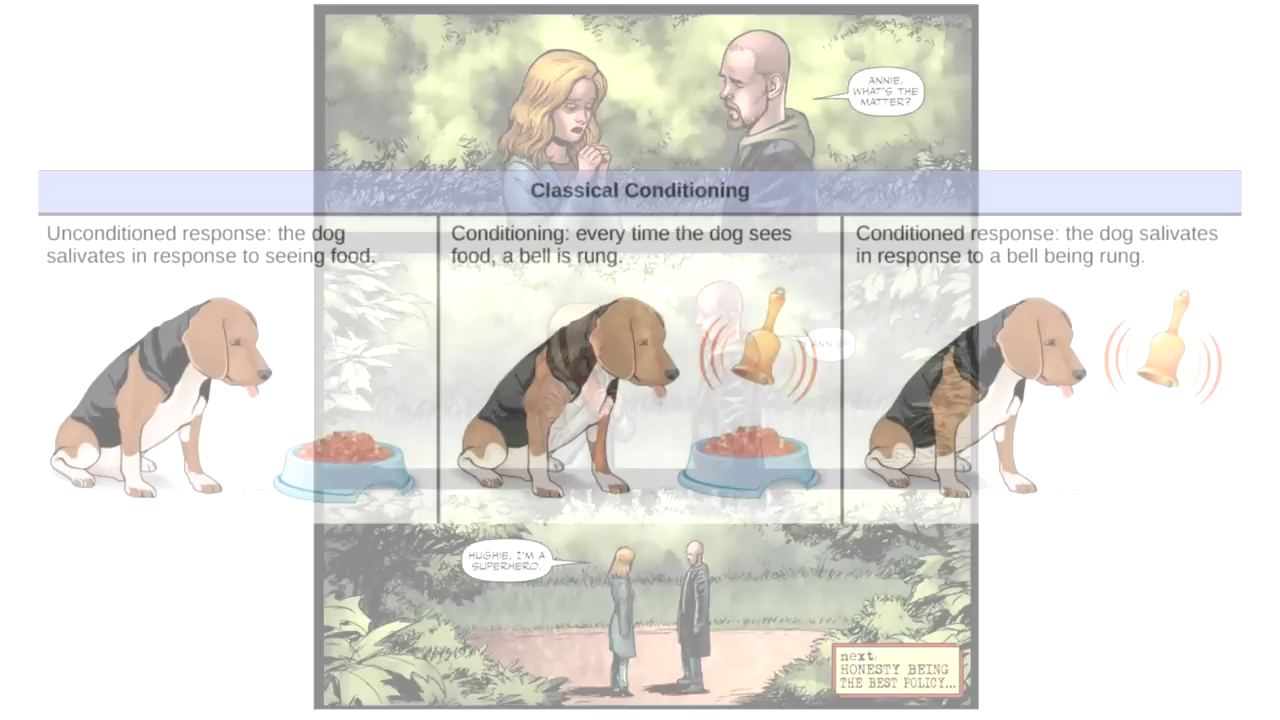 ANNIE,
WHAT'S THE
MATTER?
Classical Conditioning
Unconditioned response: the dog
salivates in response to seeing food.
Conditioning: every time the dog sees
food, a bell is rung.
Conditioned response: the dog salivates
in response to a bell being rung.
ANNIE?
HUGHIE, I'M A
SUPERHERO.
next:
HONESTY BEING
THE BEST POLICY...